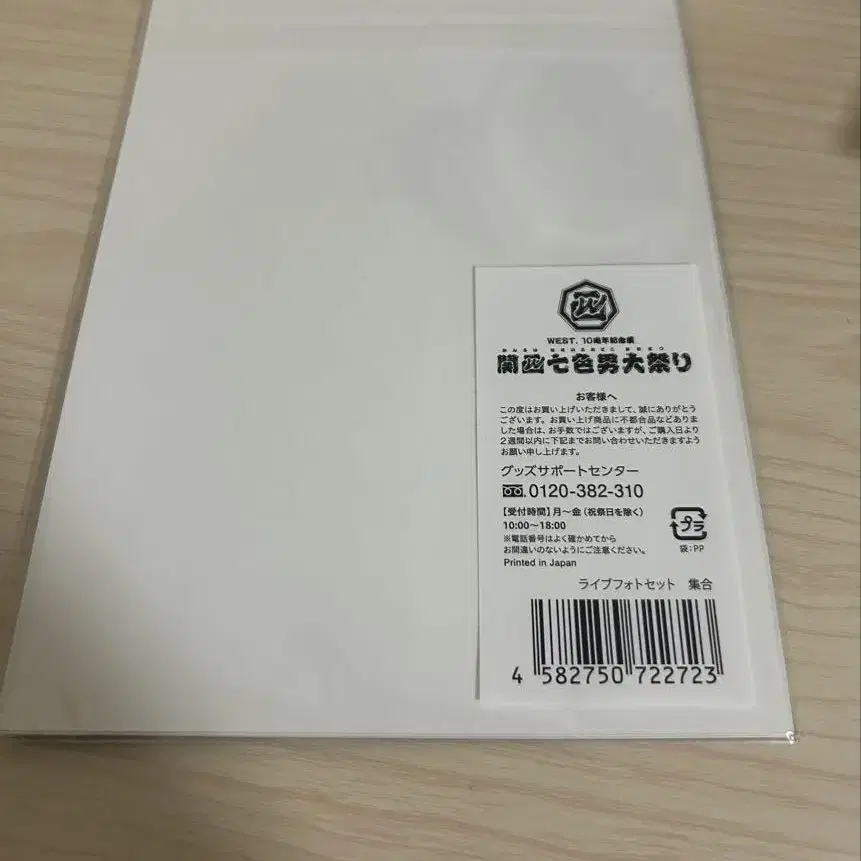 WEST. 10周年記念展
関西七色男大祭り
お客様へ
この度はお買い上げいただきまして、誠にありがとう
ございます。お買い上げ商品に不都合品などありま
した場合は、お手数ではございますが、ご購入日より
2週間以内に下記までお問い合わせいただきますよう
お願い申し上げます。
グッズサポートセンター
0120-382-310
【受付時間】月〜金(祝祭日を除く)
10:00〜18:00
※電話番号はよく確かめてから
お間違いのないようにご注意ください。
Printed in Japan
プラ
袋:PP
ライブフォトセット 集合
4 582750 722723